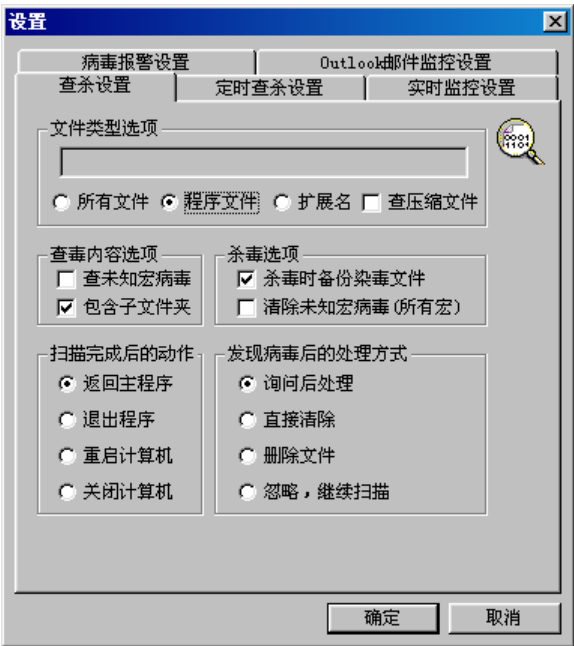 设置
病毒报警设置 Outlook邮件监控设置
查杀设置 定时查杀设置 实时监控设置
文件类型选项
0001
1101
所有文件 程序文件 扩展名 查压缩文件
查毒内容选项 杀毒选项
查未知宏病毒 杀毒时备份染毒文件
包含子文件夹 清除未知宏病毒(所有宏)
扫描完成后的动作 发现病毒后的处理方式
返回主程序 询问后处理
退出程序 直接清除
重启计算机 删除文件
关闭计算机 忽略，继续扫描
确定 取消